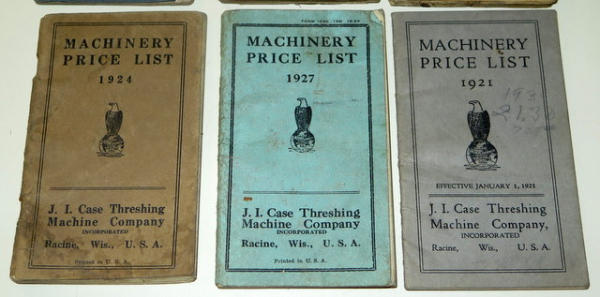 MACHINERY
PRICE LIST
1924
J. I. Case Threshing
Machine Company
INCORPORATED
Racine, Wis., U. S. A.
Printed in U. S. A.
MACHINERY
PRICE LIST
1927
J. I. Case Threshing
Machine Company
INCORPORATED
Racine, Wis., U. S. A.
Printed in U. S. A.
MACHINERY
PRICE LIST
1921
EFFECTIVE JANUARY 1, 1921
J. I. Case Threshing
Machine Company,
INCORPORATED
Racine, Wis., U. S. A.